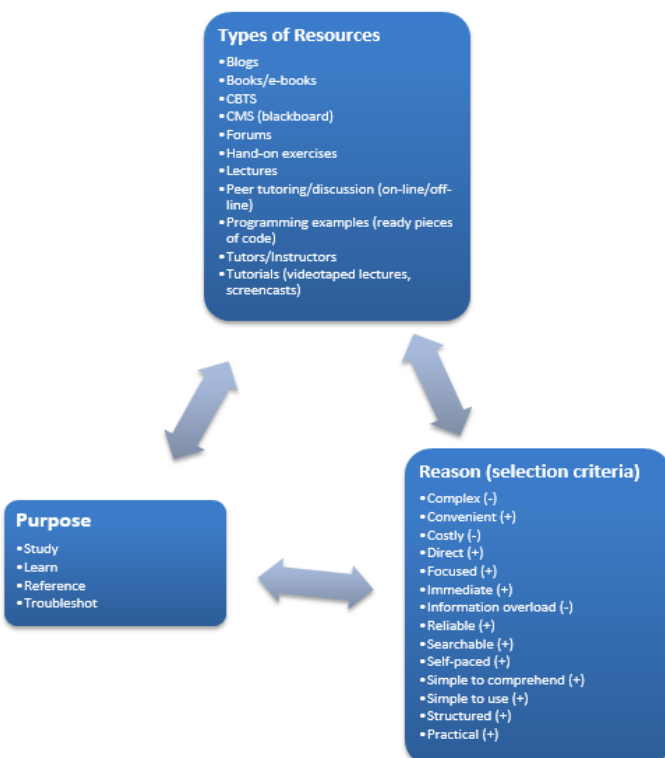 Types of Resources
•Blogs
•Books/e-books
•CBTS
•CMS (blackboard)
•Forums
•Hand-on exercises
•Lectures
•Peer tutoring/discussion (on-line/off-
line)
•Programming examples (ready pieces
of code)
•Tutors/Instructors
•Tutorials (videotaped lectures,
screencasts)
Purpose
•Study
•Learn
•Reference
•Troubleshot
Reason (selection criteria)
•Complex (-)
•Convenient (+)
•Costly (-)
•Direct (+)
•Focused (+)
•Immediate (+)
•Information overload (-)
•Reliable (+)
•Searchable (+)
•Self-paced (+)
•Simple to comprehend (+)
•Simple to use (+)
•Structured (+)
•Practical (+)